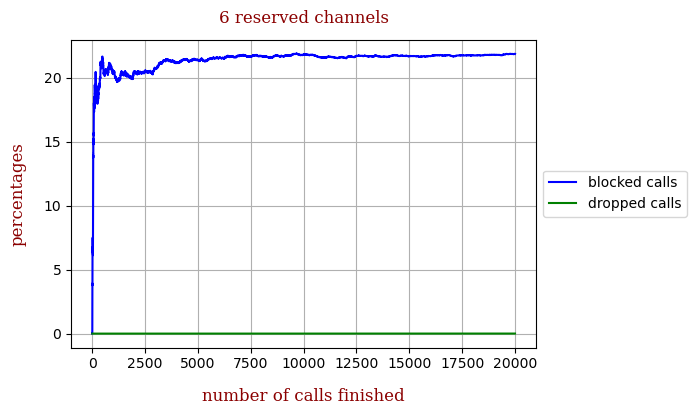 6 reserved channels
percentages
20
15
10
5
0
0 2500 5000 7500 10000 12500 15000 17500 20000
number of calls finished
blocked calls
dropped calls